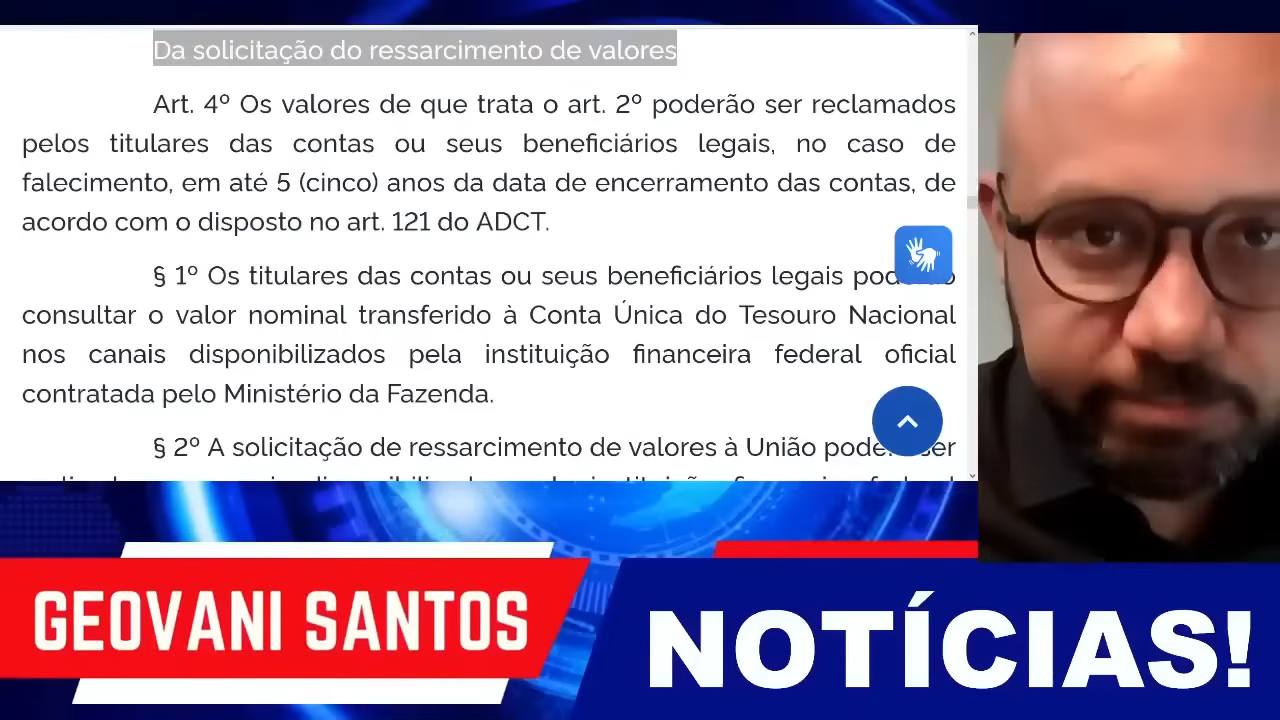 Da solicitação do ressarcimento de valores
Art. 4º Os valores de que trata o art. 2º poderão ser reclamados
pelos titulares das contas ou seus beneficiários legais, no caso de
falecimento, em até 5 (cinco) anos da data de encerramento das contas, de
acordo com o disposto no art. 121 do ADCT.
§ 1º Os titulares das contas ou seus beneficiários legais
consultar o valor nominal transferido à Conta Única do Tesouro Nacional
nos canais disponibilizados pela instituição financeira federal oficial
contratada pelo Ministério da Fazenda.
§ 2º A solicitação de ressarcimento de valores à União
GEOVANI SANTOS
NOTÍCIAS!